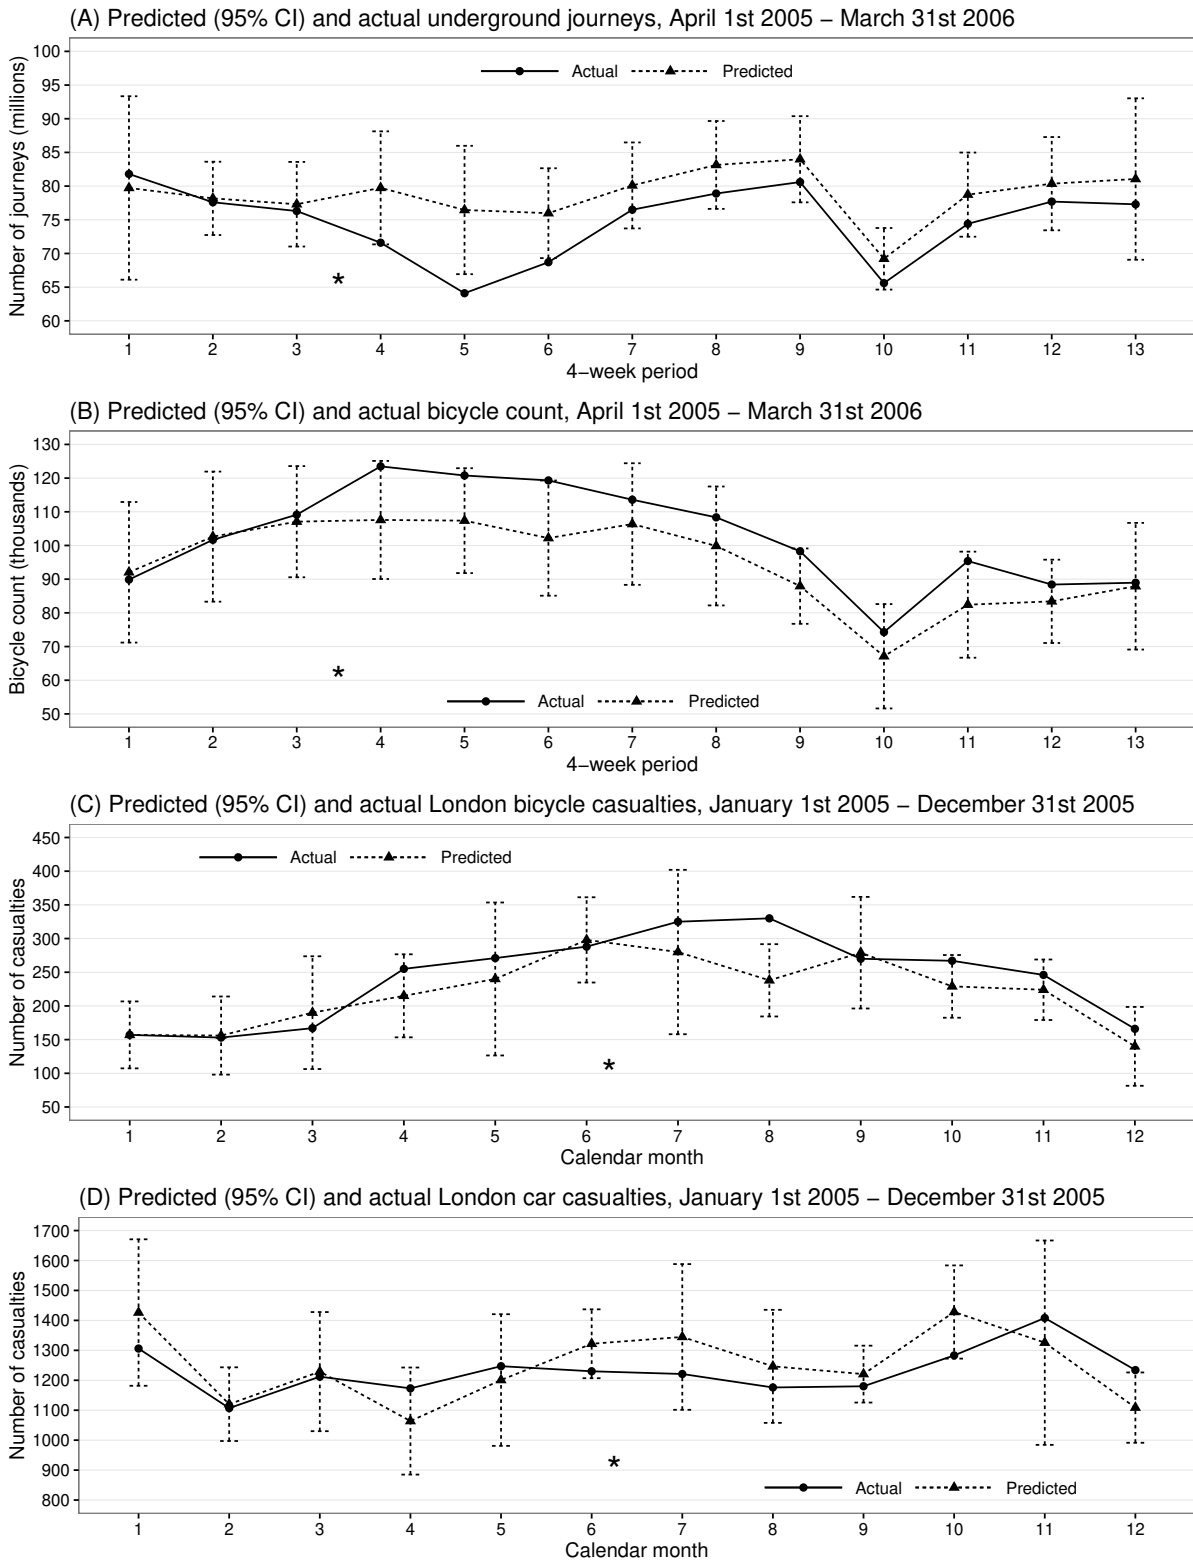 (A) Predicted (95% CI) and actual underground journeys, April 1st 2005 − March 31st 2006
Number of journeys (millions)
100
95
90
85
80
75
70
65
60
Actual Predicted
*
1 2 3 4 5 6 7 8 9 10 11 12 13
4−week period
(B) Predicted (95% CI) and actual bicycle count, April 1st 2005 − March 31st 2006
Bicycle count (thousands)
130
120
110
100
90
80
70
60
50
*
Actual Predicted
1 2 3 4 5 6 7 8 9 10 11 12 13
4−week period
(C) Predicted (95% CI) and actual London bicycle casualties, January 1st 2005 − December 31st 2005
Number of casualties
450
400
350
300
250
200
150
100
50
Actual Predicted
*
1 2 3 4 5 6 7 8 9 10 11 12
Calendar month
(D) Predicted (95% CI) and actual London car casualties, January 1st 2005 − December 31st 2005
Number of casualties
1700
1600
1500
1400
1300
1200
1100
1000
900
800
*
Actual Predicted
1 2 3 4 5 6 7 8 9 10 11 12
Calendar month